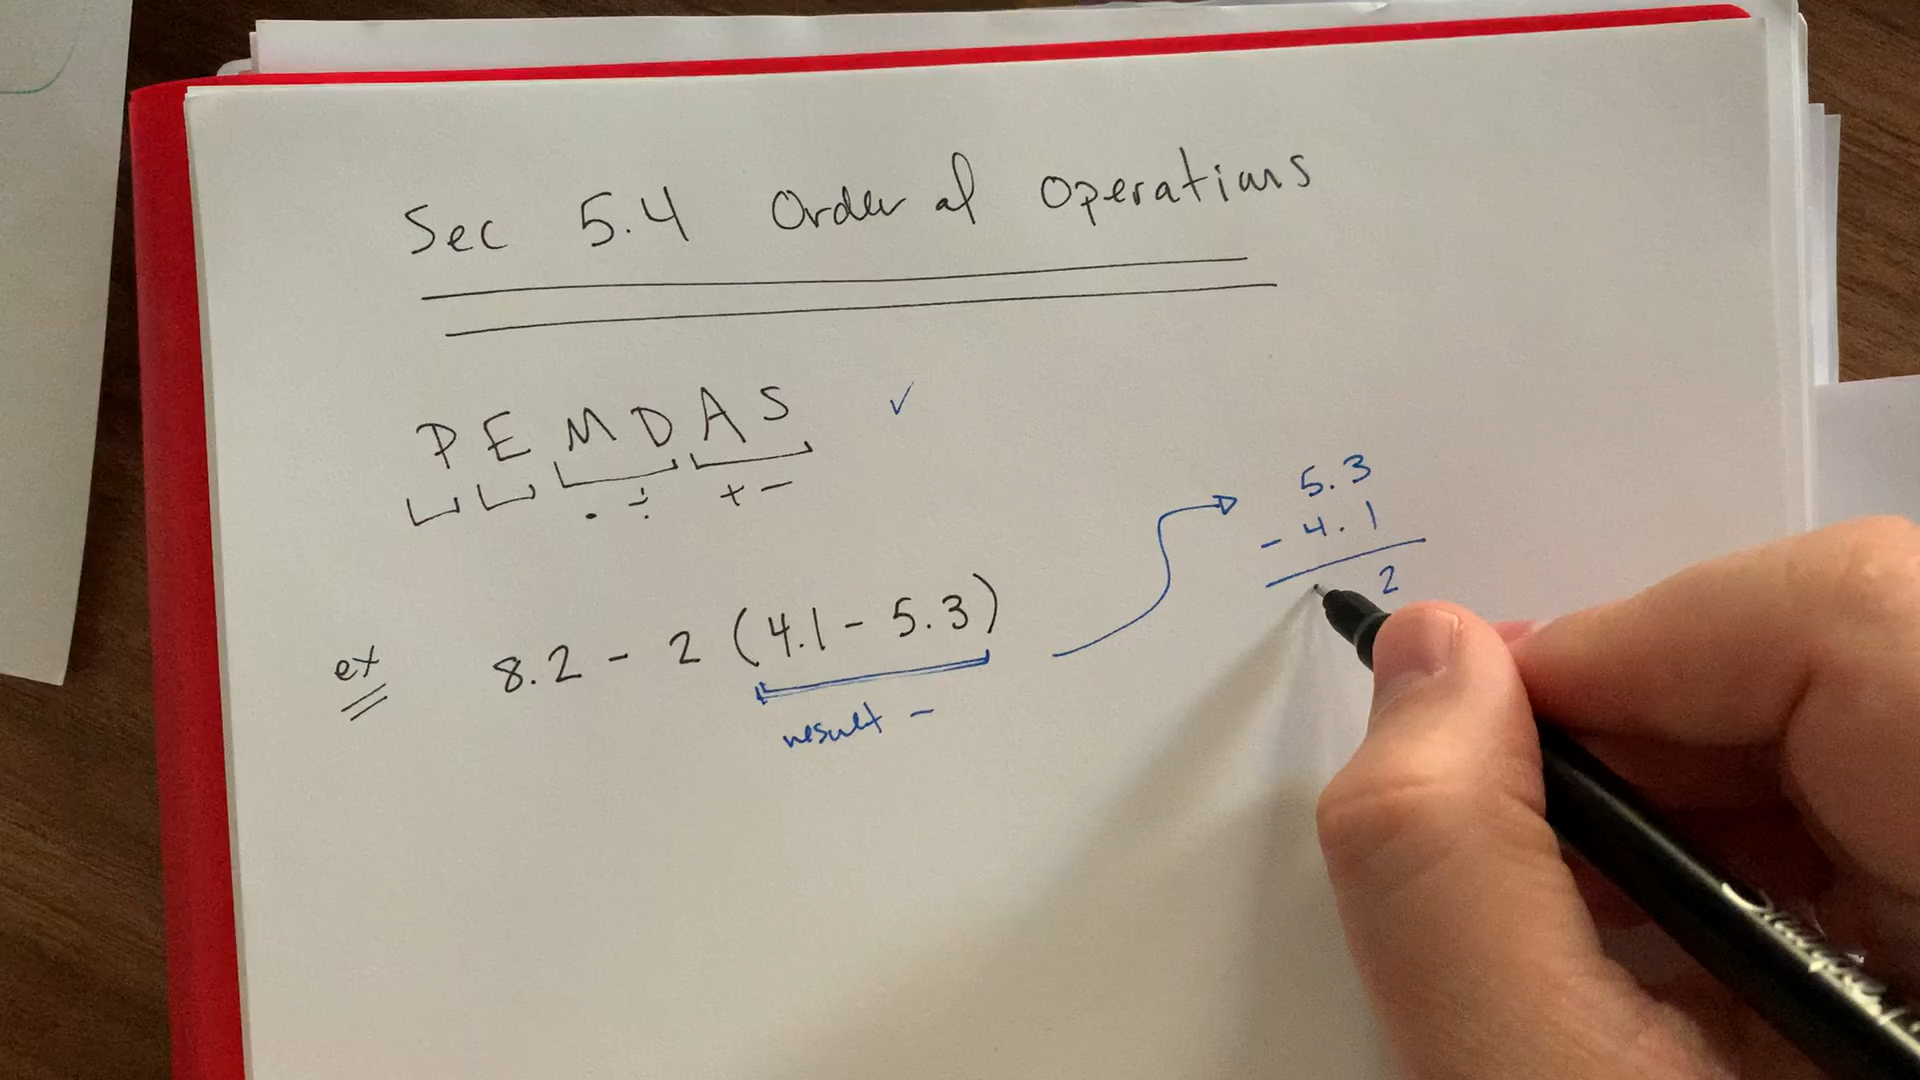 Sec 5.4 Order of Operations
P E M D A S ✓
· ÷ + −
ex 8.2 - 2 (4.1 - 5.3)
result -
5.3
- 4.1
2